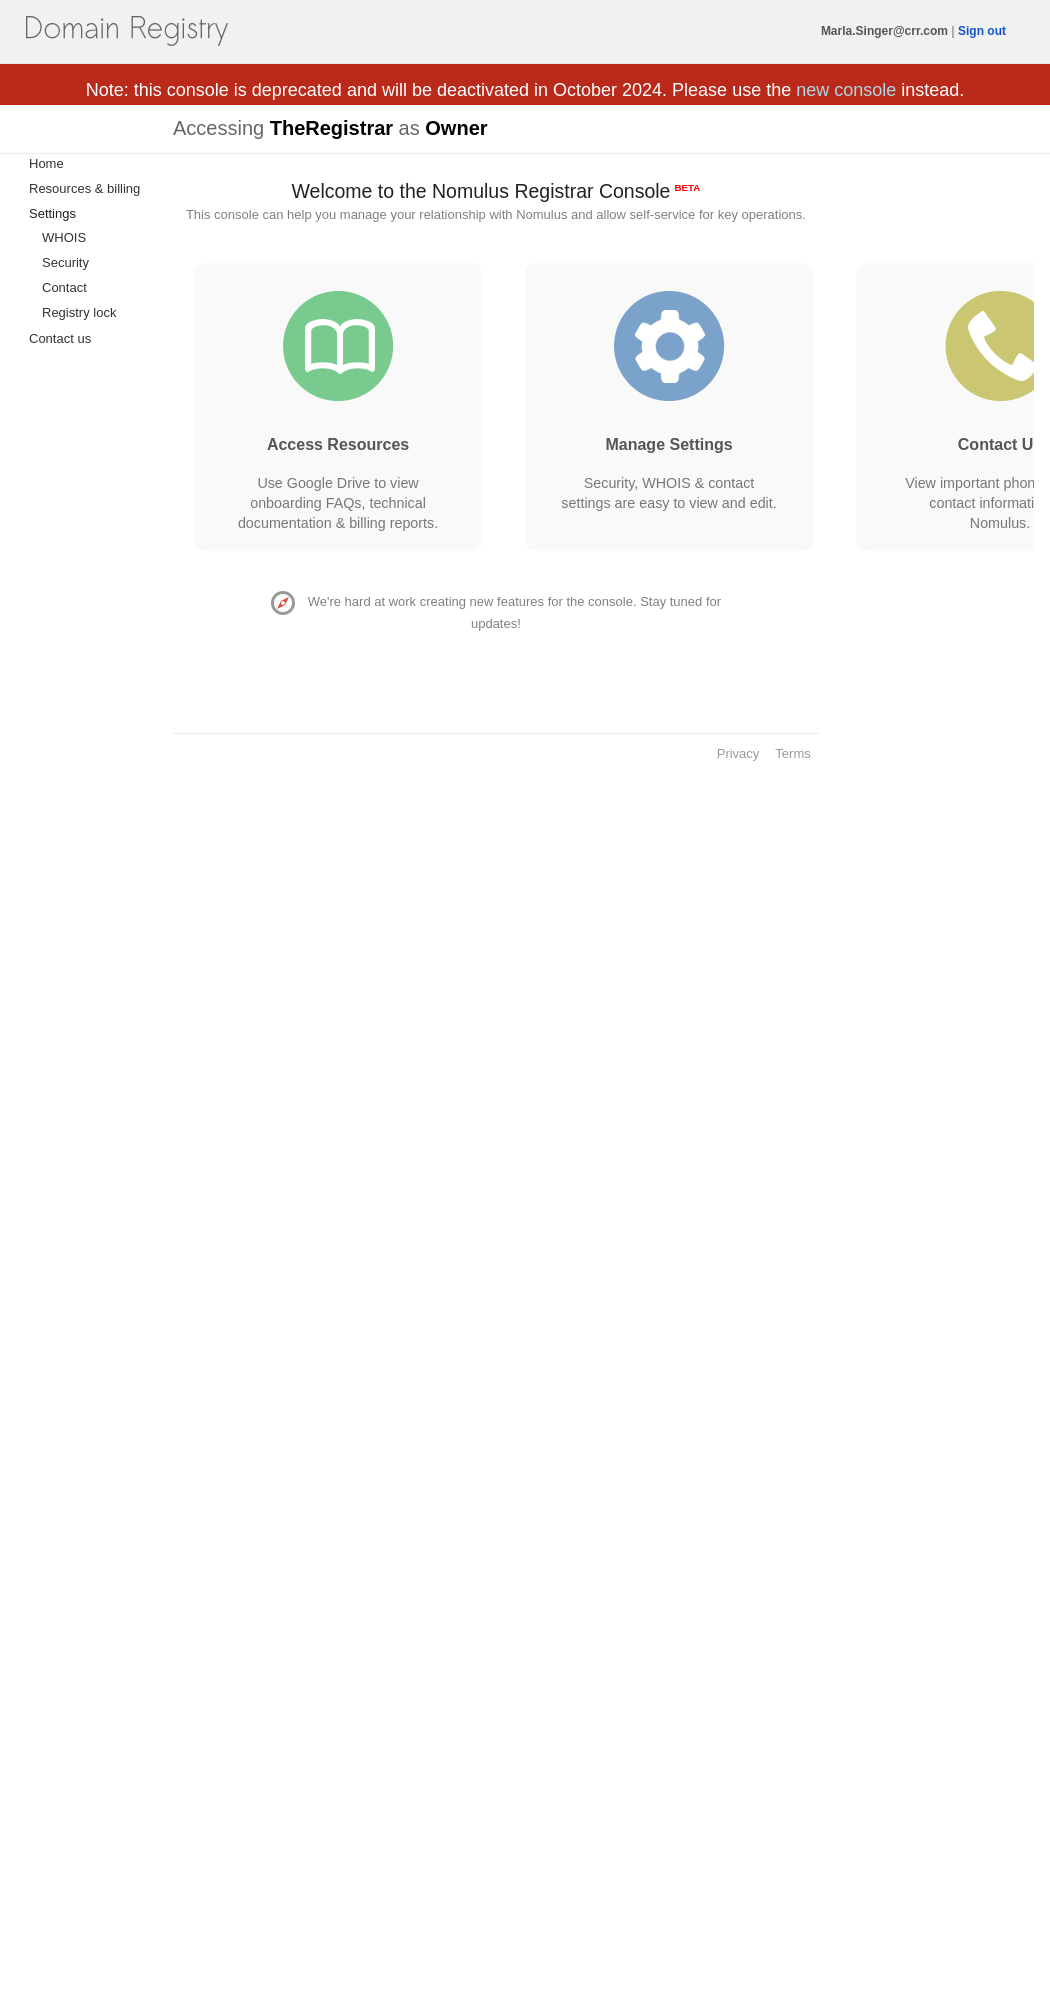 Domain Registry
Marla.Singer@crr.com | Sign out
Note: this console is deprecated and will be deactivated in October 2024. Please use the new console instead.
Accessing TheRegistrar as Owner
Home
Resources & billing
Settings
WHOIS
Security
Contact
Registry lock
Contact us
Welcome to the Nomulus Registrar Console BETA
This console can help you manage your relationship with Nomulus and allow self-service for key operations.
Access Resources
Use Google Drive to view
onboarding FAQs, technical
documentation & billing reports.
Manage Settings
Security, WHOIS & contact
settings are easy to view and edit.
Contact U
View important phon
contact informati
Nomulus.
We're hard at work creating new features for the console. Stay tuned for
updates!
Privacy Terms